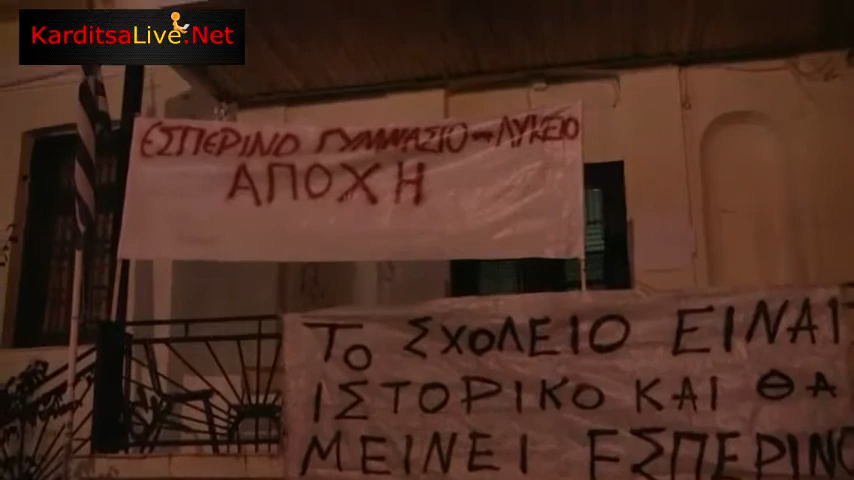 KarditsaLive.Net
ΕΣΠΕΡΙΝΟ ΓΥΜΝΑΣΙΟ ΛΥΚΕΙΟ
ΑΠΟΧΗ
ΤΟ ΣΧΟΛΕΙΟ ΕΙΝΑΙ
ΙΣΤΟΡΙΚΟ ΚΑΙ ΘΑ
ΜΕΙΝΕΙ ΕΣΠΕΡΙΝΟ